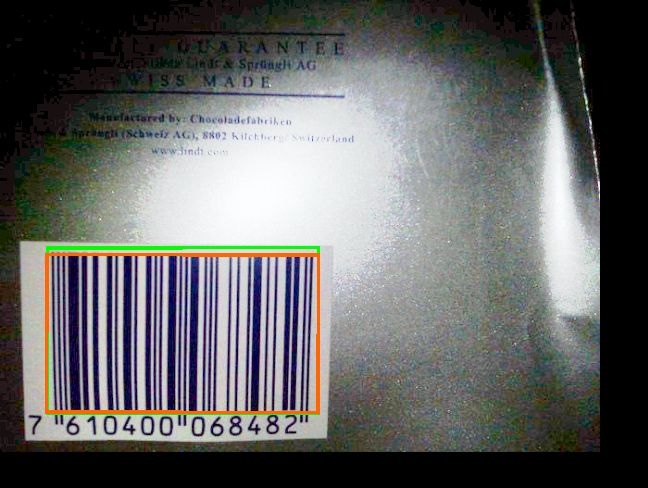 GUARANTEE
Lindt & Sprüngli AG
SWISS MADE
Manufactured by: Chocoladefabriken
& Sprüngli (Schweiz AG), 8802 Kilchberg/Switzerland
www.lindt.com
7"610400"068482"